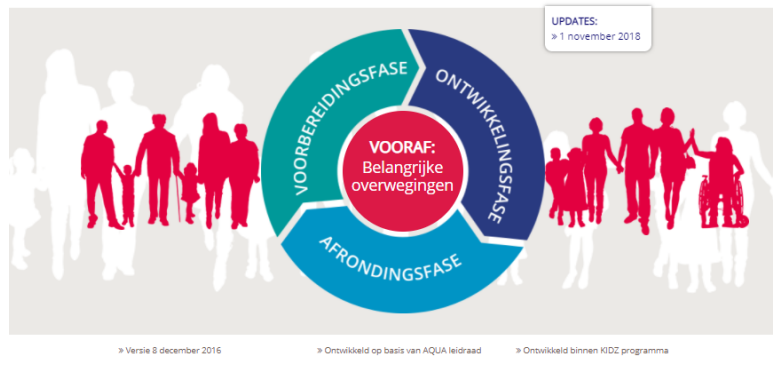 UPDATES:
» 1 november 2018
VOORBEREIDINGSFASE
ONTWIKKELINGSFASE
VOORAF:
Belangrijke
overwegingen
AFRONDINGSFASE
» Versie 8 december 2016
» Ontwikkeld op basis van AQUA leidraad
» Ontwikkeld binnen KIDZ programma